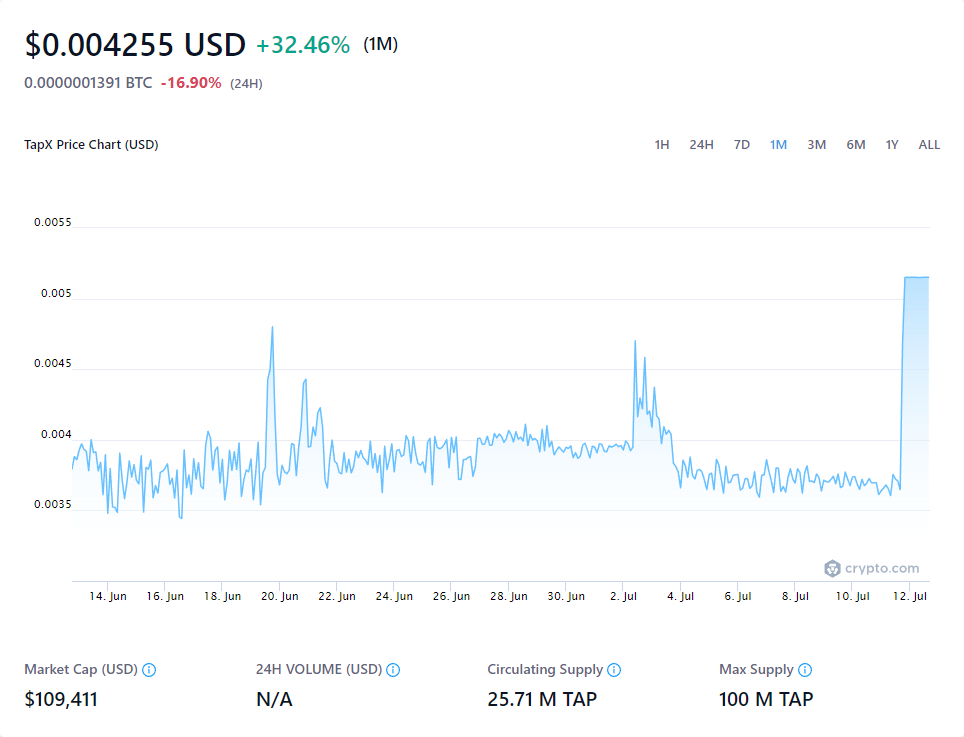 $0.004255 USD +32.46% (1M)
0.0000001391 BTC -16.90% (24H)
TapX Price Chart (USD) 1H 24H 7D 1M 3M 6M 1Y ALL
0.0055
0.005
0.0045
0.004
0.0035
crypto.com
14. Jun 16. Jun 18. Jun 20. Jun 22. Jun 24. Jun 26. Jun 28. Jun 30. Jun 2. Jul 4. Jul 6. Jul 8. Jul 10. Jul 12. Jul
Market Cap (USD) 24H VOLUME (USD) Circulating Supply Max Supply
$109,411 N/A 25.71 M TAP 100 M TAP